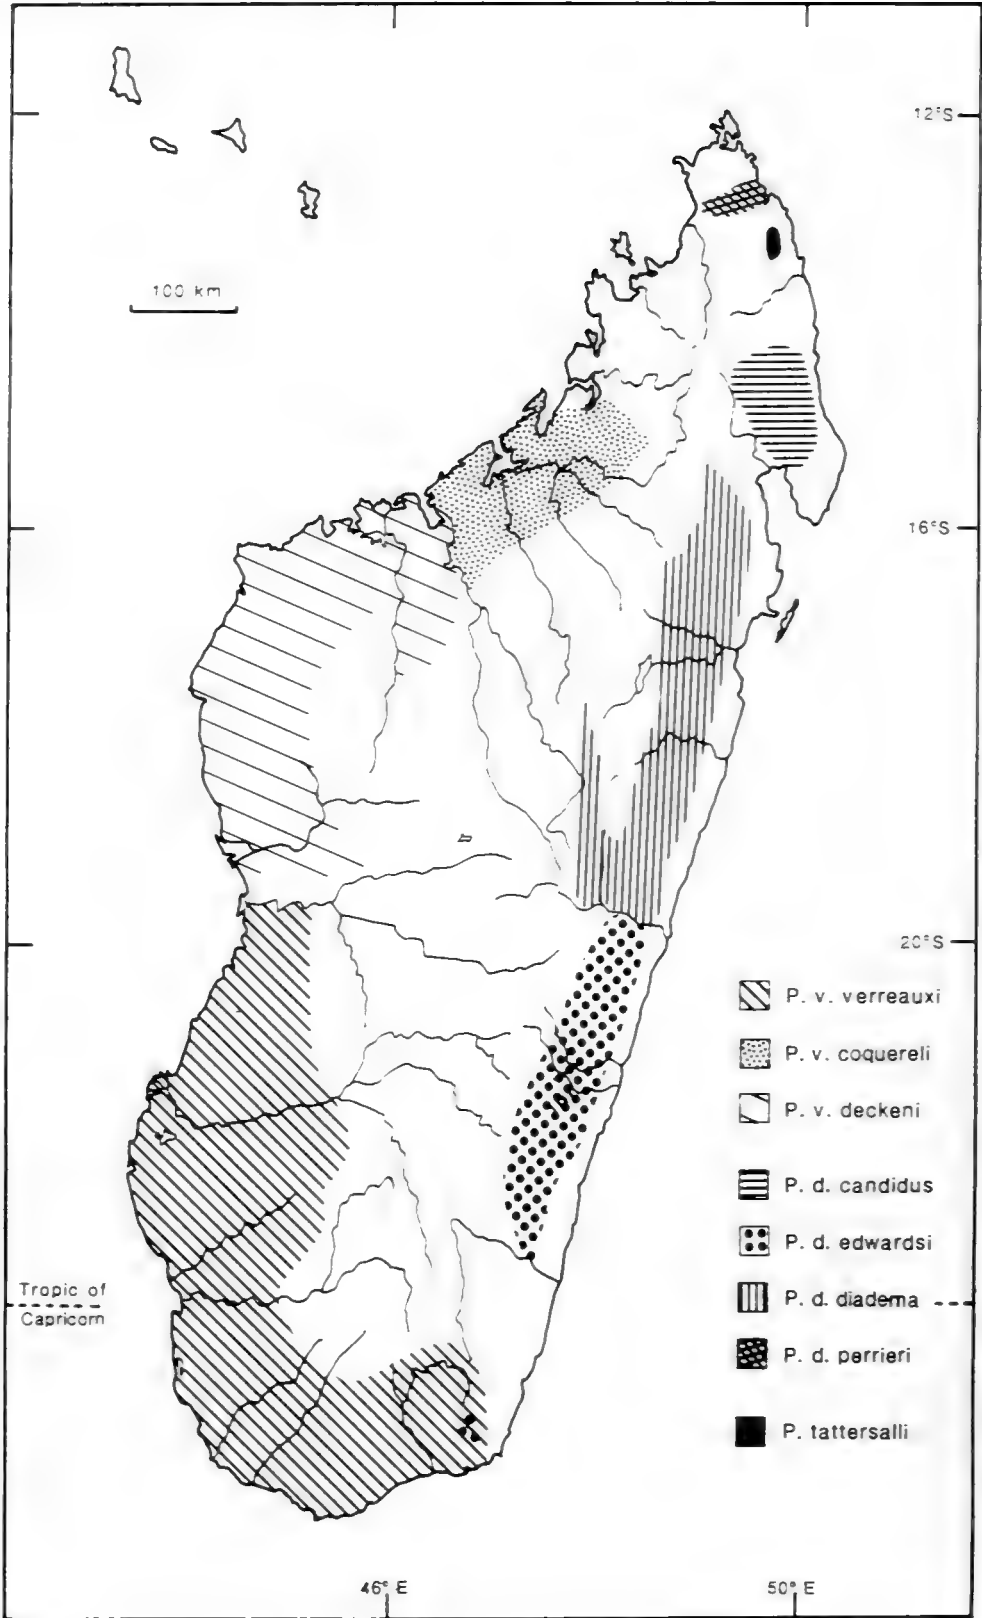 12°S
100 km
16°S
20°S
P. v. verreauxi
P. v. coquereli
P. v. deckeni
P. d. candidus
P. d. edwardsi
Tropic of
Capricorn
P. d. diadema
P. d. perrieri
P. tattersalli
46° E
50° E